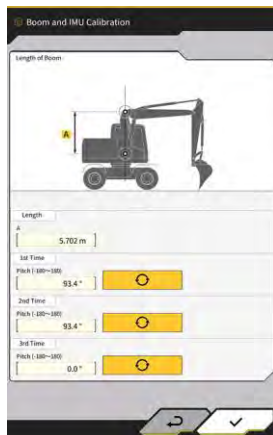 Boom and IMU Calibration
Length of Boom
A
Length
A
5.702 m
1st Time
Pitch (-180~180)
93.4 °
2nd Time
Pitch (-180~180)
93.4 °
3rd Time
Pitch (-180~180)
0.0 °